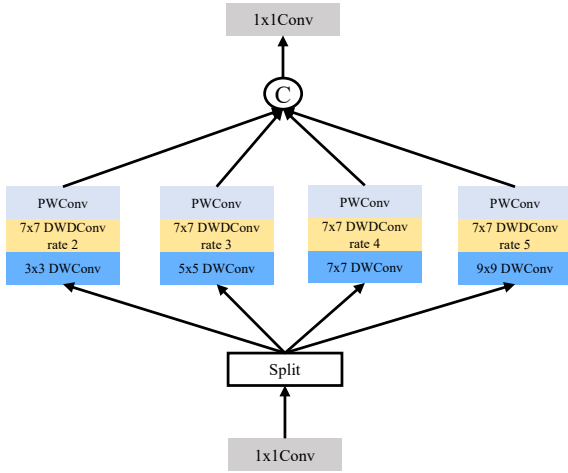 1x1Conv
C
PWConv
7x7 DWDConv
rate 2
3x3 DWConv
PWConv
7x7 DWDConv
rate 3
5x5 DWConv
PWConv
7x7 DWDConv
rate 4
7x7 DWConv
PWConv
7x7 DWDConv
rate 5
9x9 DWConv
Split
1x1Conv